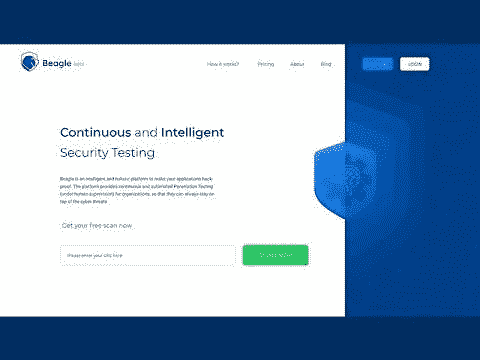 Beagle
How it works?
Pricing
About
Blog
LOGIN
Continuous and Intelligent
Security Testing
Beagle is an intelligent and holistic platform to make your applications hack-
proof. The platform provides continuous and automated Penetration Testing
(under human supervision) for organizations, so that they can always stay on
top of the cyber threats
Get your free scan now
Please enter your URL here